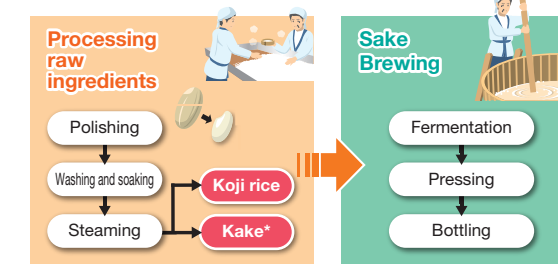 Processing
raw
ingredients
Polishing
Washing and soaking
Steaming
Koji rice
Kake*
Sake
Brewing
Fermentation
Pressing
Bottling